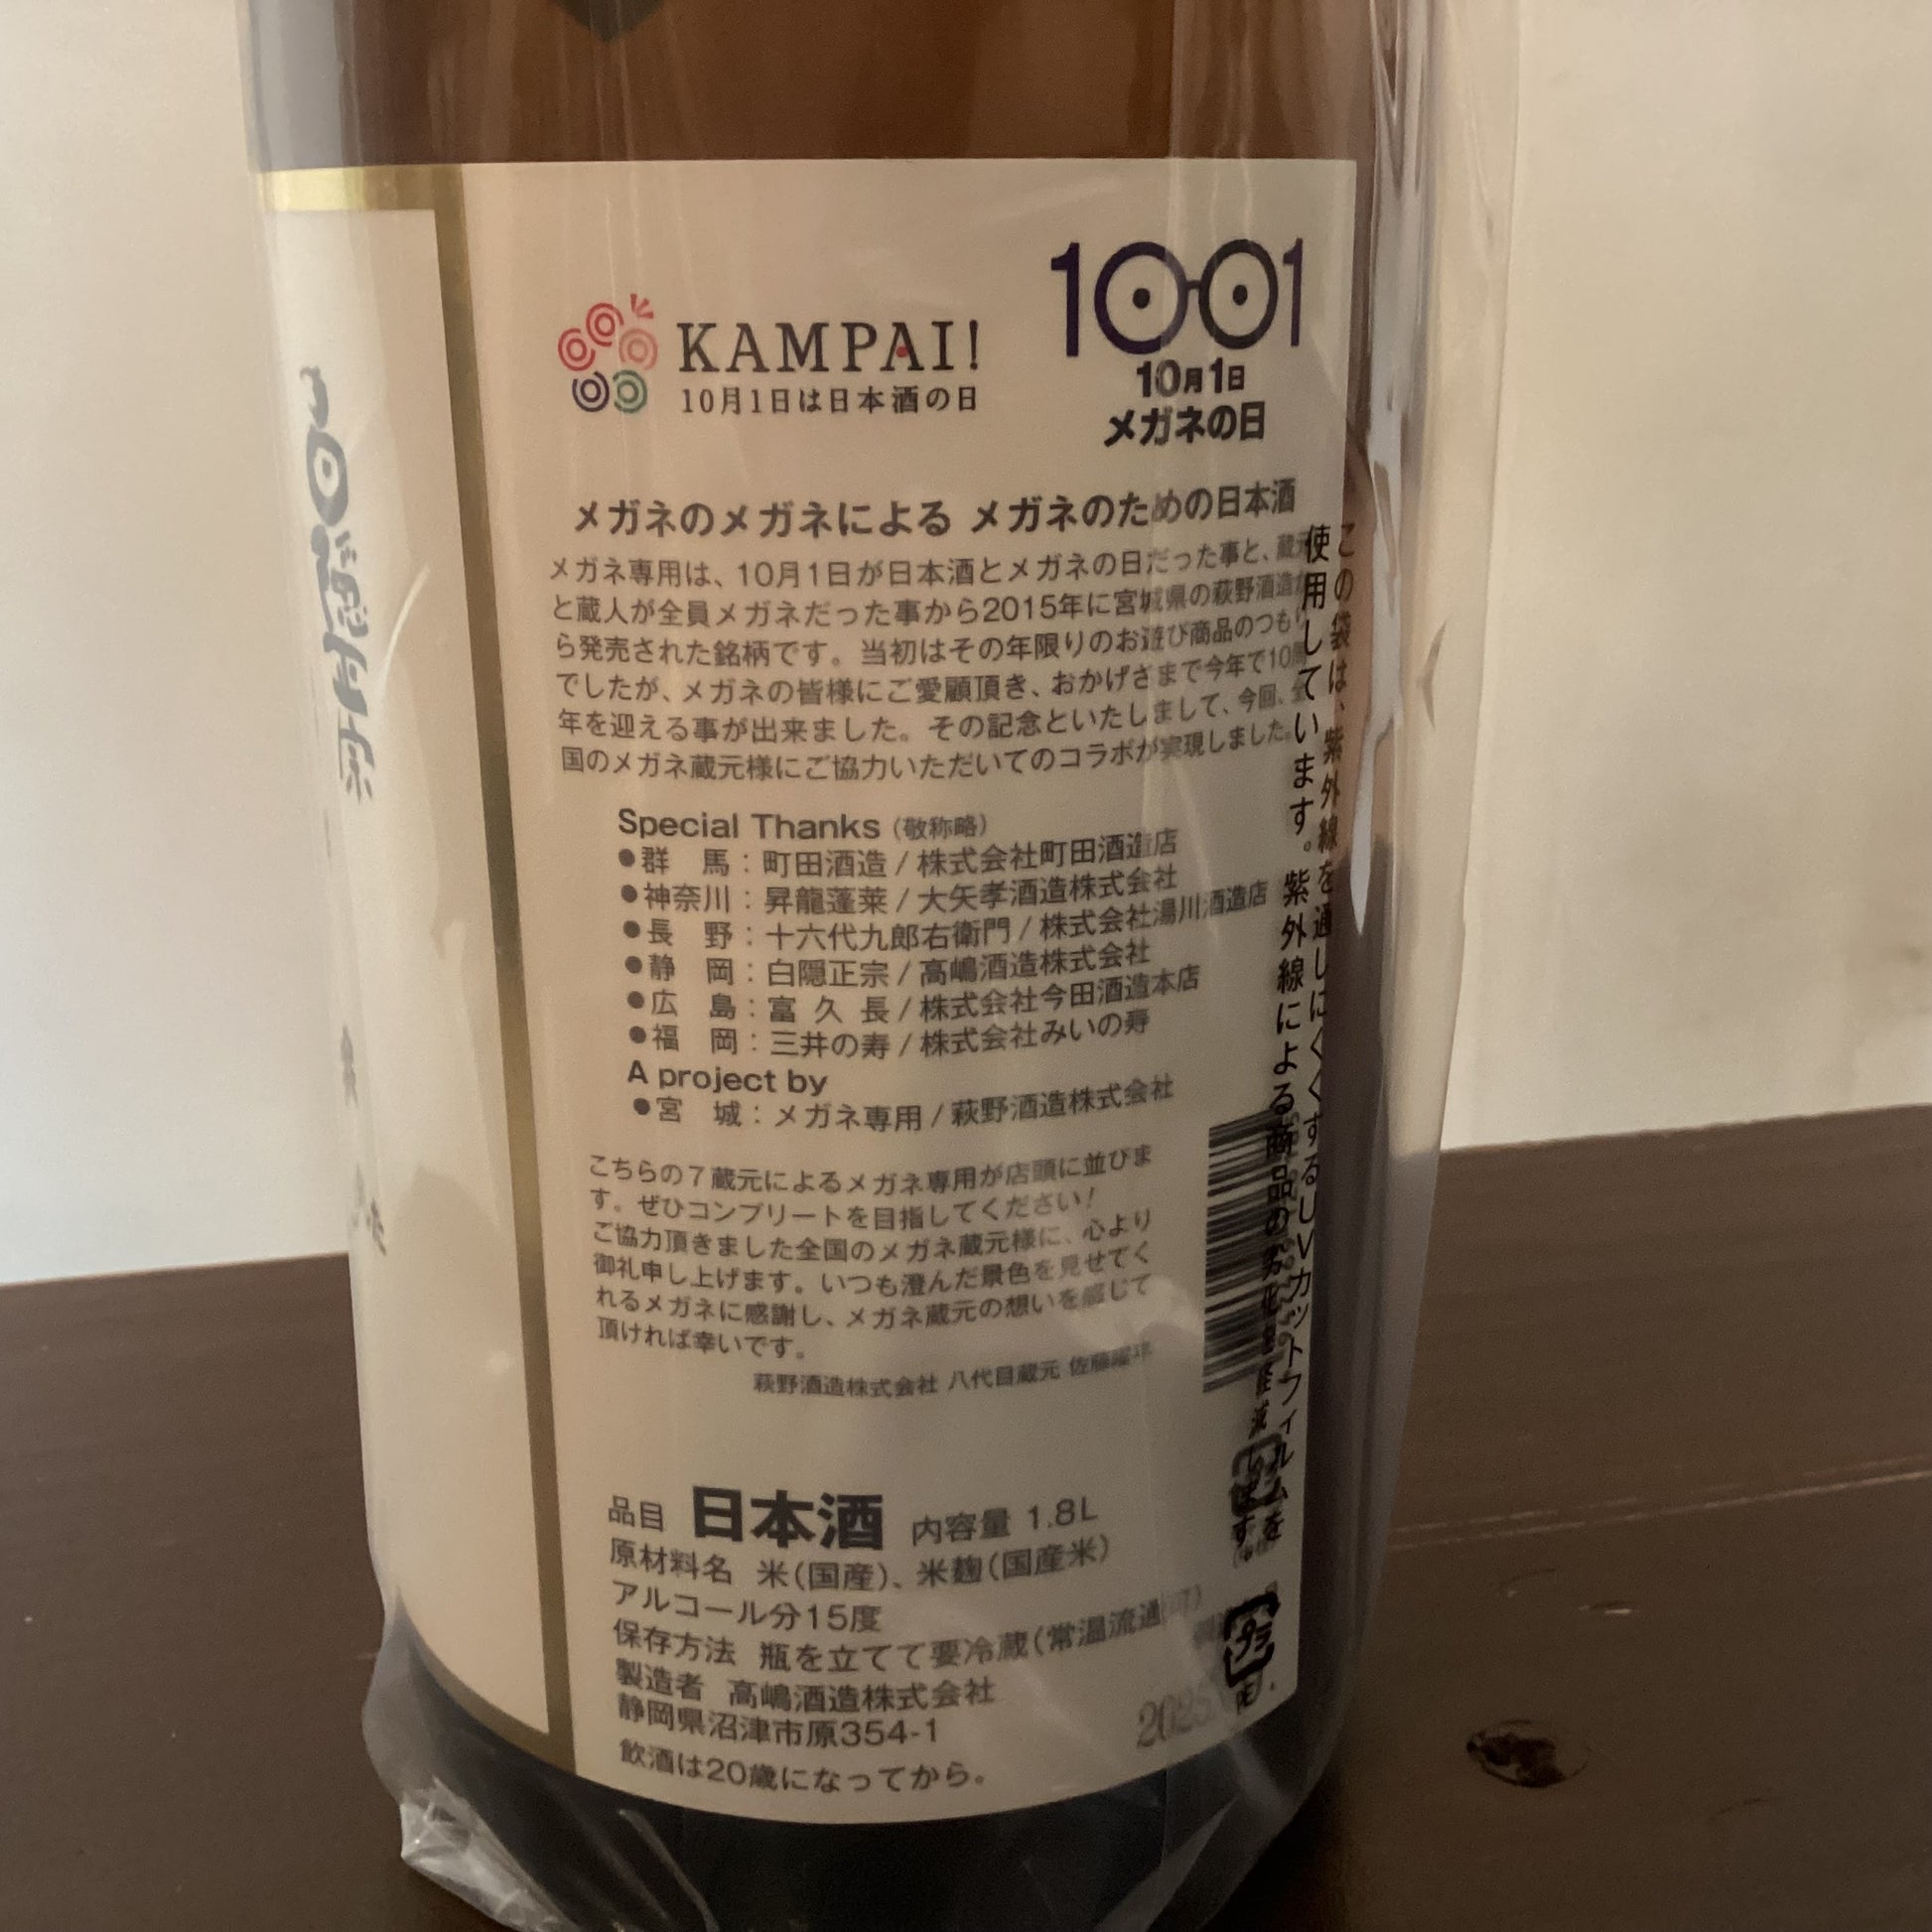 KAMPAI!
10月1日は日本酒の日
1001
10月1日
メガネの日
メガネのメガネによる メガネのための日本酒
メガネ専用は、10月1日が日本酒とメガネの日だった事と、蔵元
と蔵人が全員メガネだった事から2015年に宮城県の萩野酒造か
ら発売された銘柄です。当初はその年限りのお遊び商品のつもり
でしたが、メガネの皆様にご愛顧頂き、おかげさまで今年で10周
年を迎える事が出来ました。その記念といたしまして、今回、全
国のメガネ蔵元様にご協力いただいてのコラボが実現しました。
Special Thanks (敬称略)
●群 馬:町田酒造 / 株式会社町田酒造店
●神奈川:昇龍蓬莱 / 大矢孝酒造株式会社
●長 野:十六代九郎右衛門 / 株式会社湯川酒造店
●静 岡:白隠正宗 / 高嶋酒造株式会社
●広 島:富 久 長 / 株式会社今田酒造本店
●福 岡:三井の寿 / 株式会社みいの寿
A project by
●宮 城:メガネ専用 / 萩野酒造株式会社
こちらの7蔵元によるメガネ専用が店頭に並びま
す。ぜひコンプリートを目指してください!
ご協力頂きました全国のメガネ蔵元様に、心より
御礼申し上げます。いつも澄んだ景色を見せてく
れるメガネに感謝し、メガネ蔵元の想いを感じて
頂ければ幸いです。
萩野酒造株式会社 八代目蔵元 佐藤曜平
品目 日本酒 内容量 1.8L
原材料名 米(国産)、米麹(国産米)
アルコール分15度
保存方法 瓶を立てて要冷蔵(常温流通可)
製造者 高嶋酒造株式会社
静岡県沼津市原354-1
飲酒は20歳になってから。
2025
この袋は、紫外線を通しにくくするUVカットフィルムを
使用しています。紫外線による商品の劣化を軽減します
プラ
PE
白隠正宗